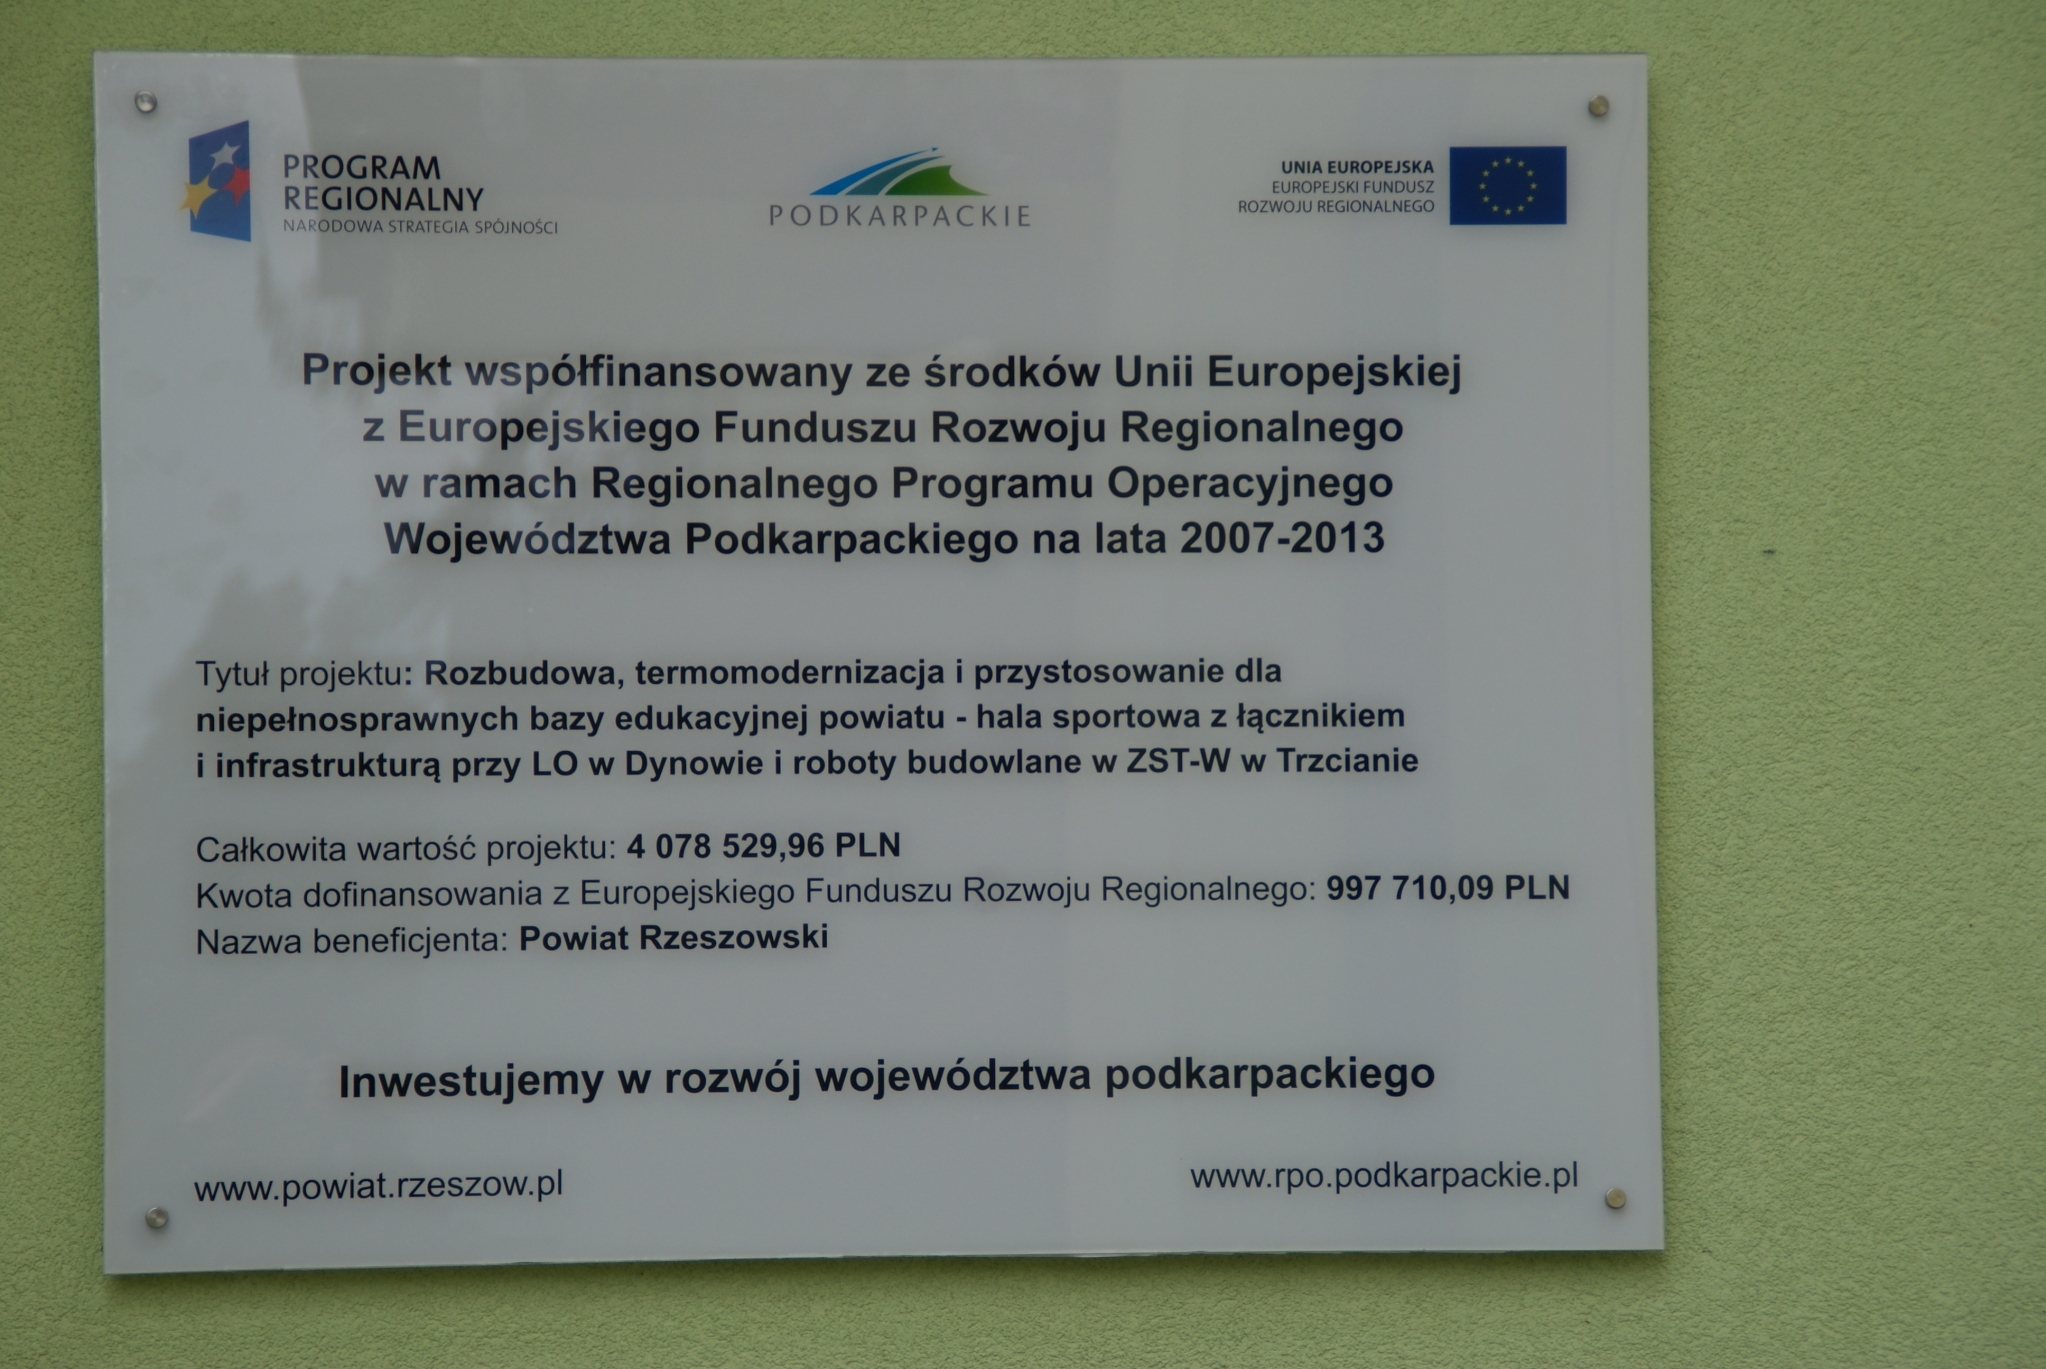 PROGRAM
REGIONALNY
NARODOWA STRATEGIA SPÓJNOŚCI
PODKARPACKIE
UNIA EUROPEJSKA
EUROPEJSKI FUNDUSZ
ROZWOJU REGIONALNEGO
Projekt współfinansowany ze środków Unii Europejskiej
z Europejskiego Funduszu Rozwoju Regionalnego
w ramach Regionalnego Programu Operacyjnego
Województwa Podkarpackiego na lata 2007-2013
Tytuł projektu: Rozbudowa, termomodernizacja i przystosowanie dla
niepełnosprawnych bazy edukacyjnej powiatu - hala sportowa z łącznikiem
i infrastrukturą przy LO w Dynowie i roboty budowlane w ZST-W w Trzcianie
Całkowita wartość projektu: 4 078 529,96 PLN
Kwota dofinansowania z Europejskiego Funduszu Rozwoju Regionalnego: 997 710,09 PLN
Nazwa beneficjenta: Powiat Rzeszowski
Inwestujemy w rozwój województwa podkarpackiego
www.powiat.rzeszow.pl
www.rpo.podkarpackie.pl